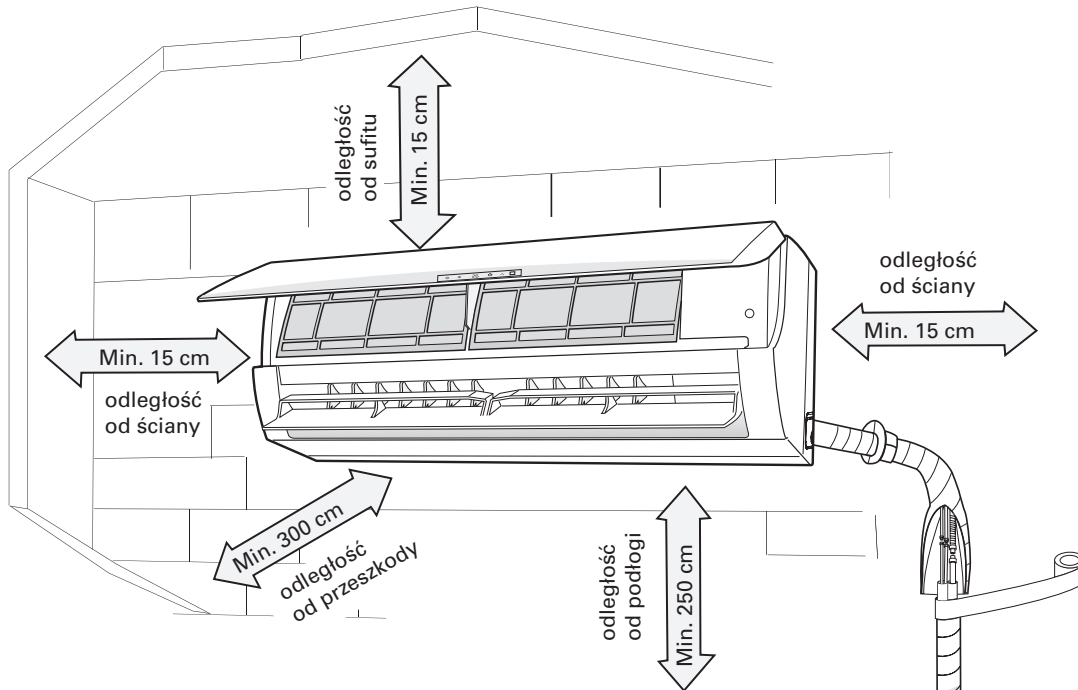 odległość
od sufitu
Min. 15 cm
odległość
od ściany
Min. 15 cm
Min. 15 cm
odległość
od ściany
Min. 300 cm
odległość
od przeszkody
odległość
od podłogi
Min. 250 cm